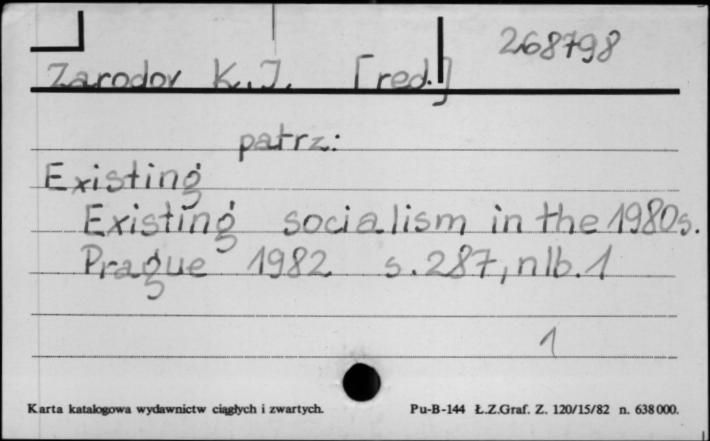 268798
Zarodov K.I. [red.]
patrz:
Existing
Existing socialism in the 1980s.
Prague 1982 s. 287, nlb. 1
1
Karta katalogowa wydawnictw ciągłych i zwartych. Pu-B-144 Ł.Z.Graf. Z. 120/15/82 n. 638000.